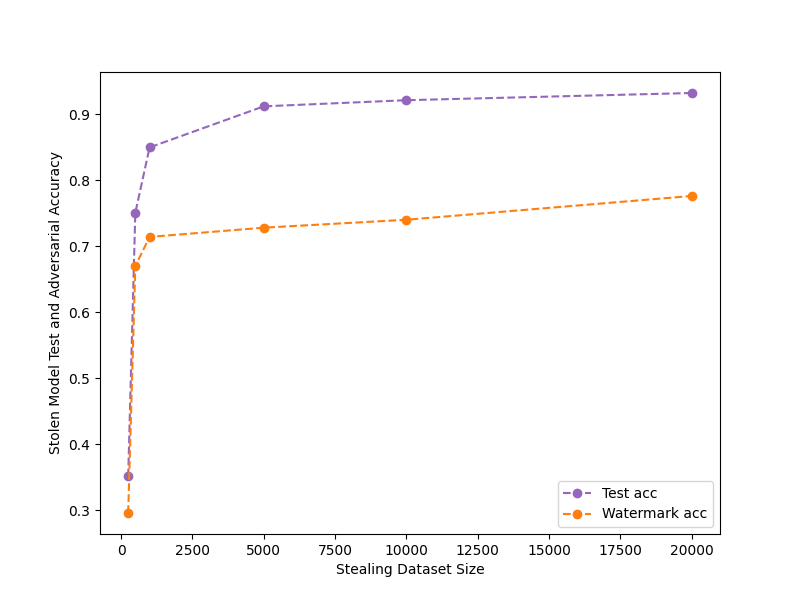 0.9
0.8
0.7
0.6
0.5
0.4
0.3
Stolen Model Test and Adversarial Accuracy
Test acc
Watermark acc
0 2500 5000 7500 10000 12500 15000 17500 20000
Stealing Dataset Size